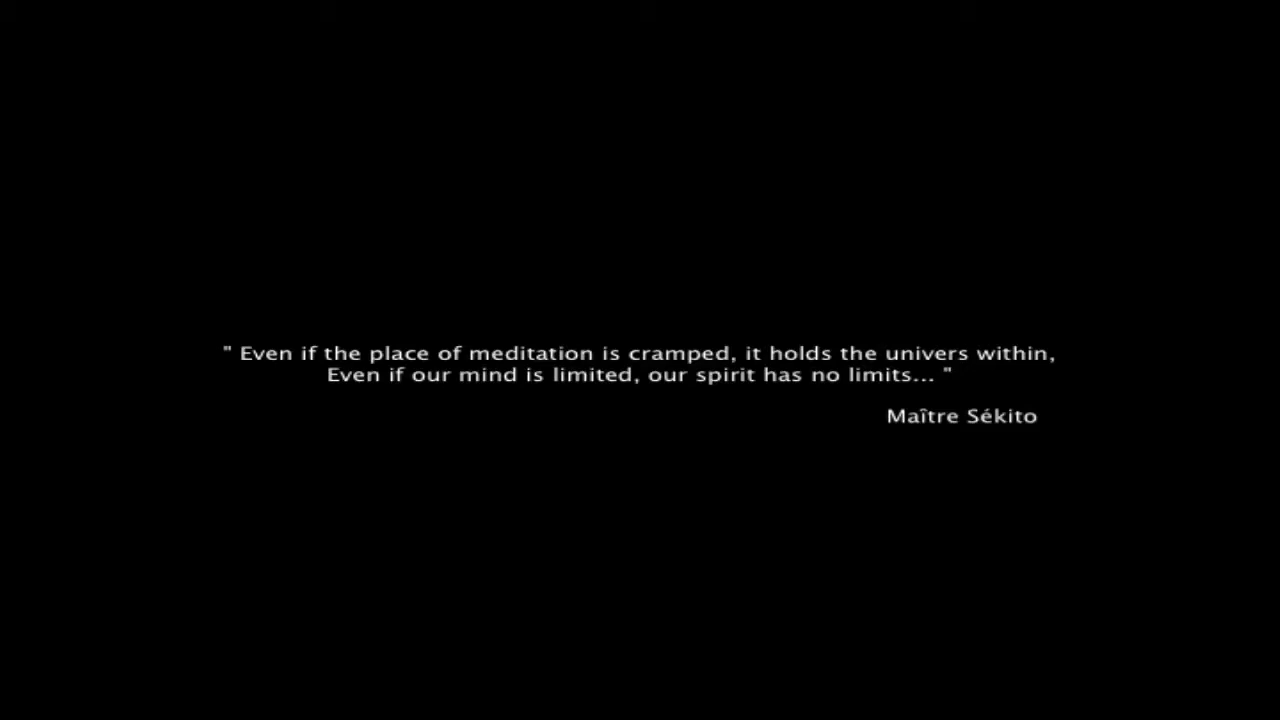 " Even if the place of meditation is cramped, it holds the univers within,
Even if our mind is limited, our spirit has no limits... "
Maître Sékito